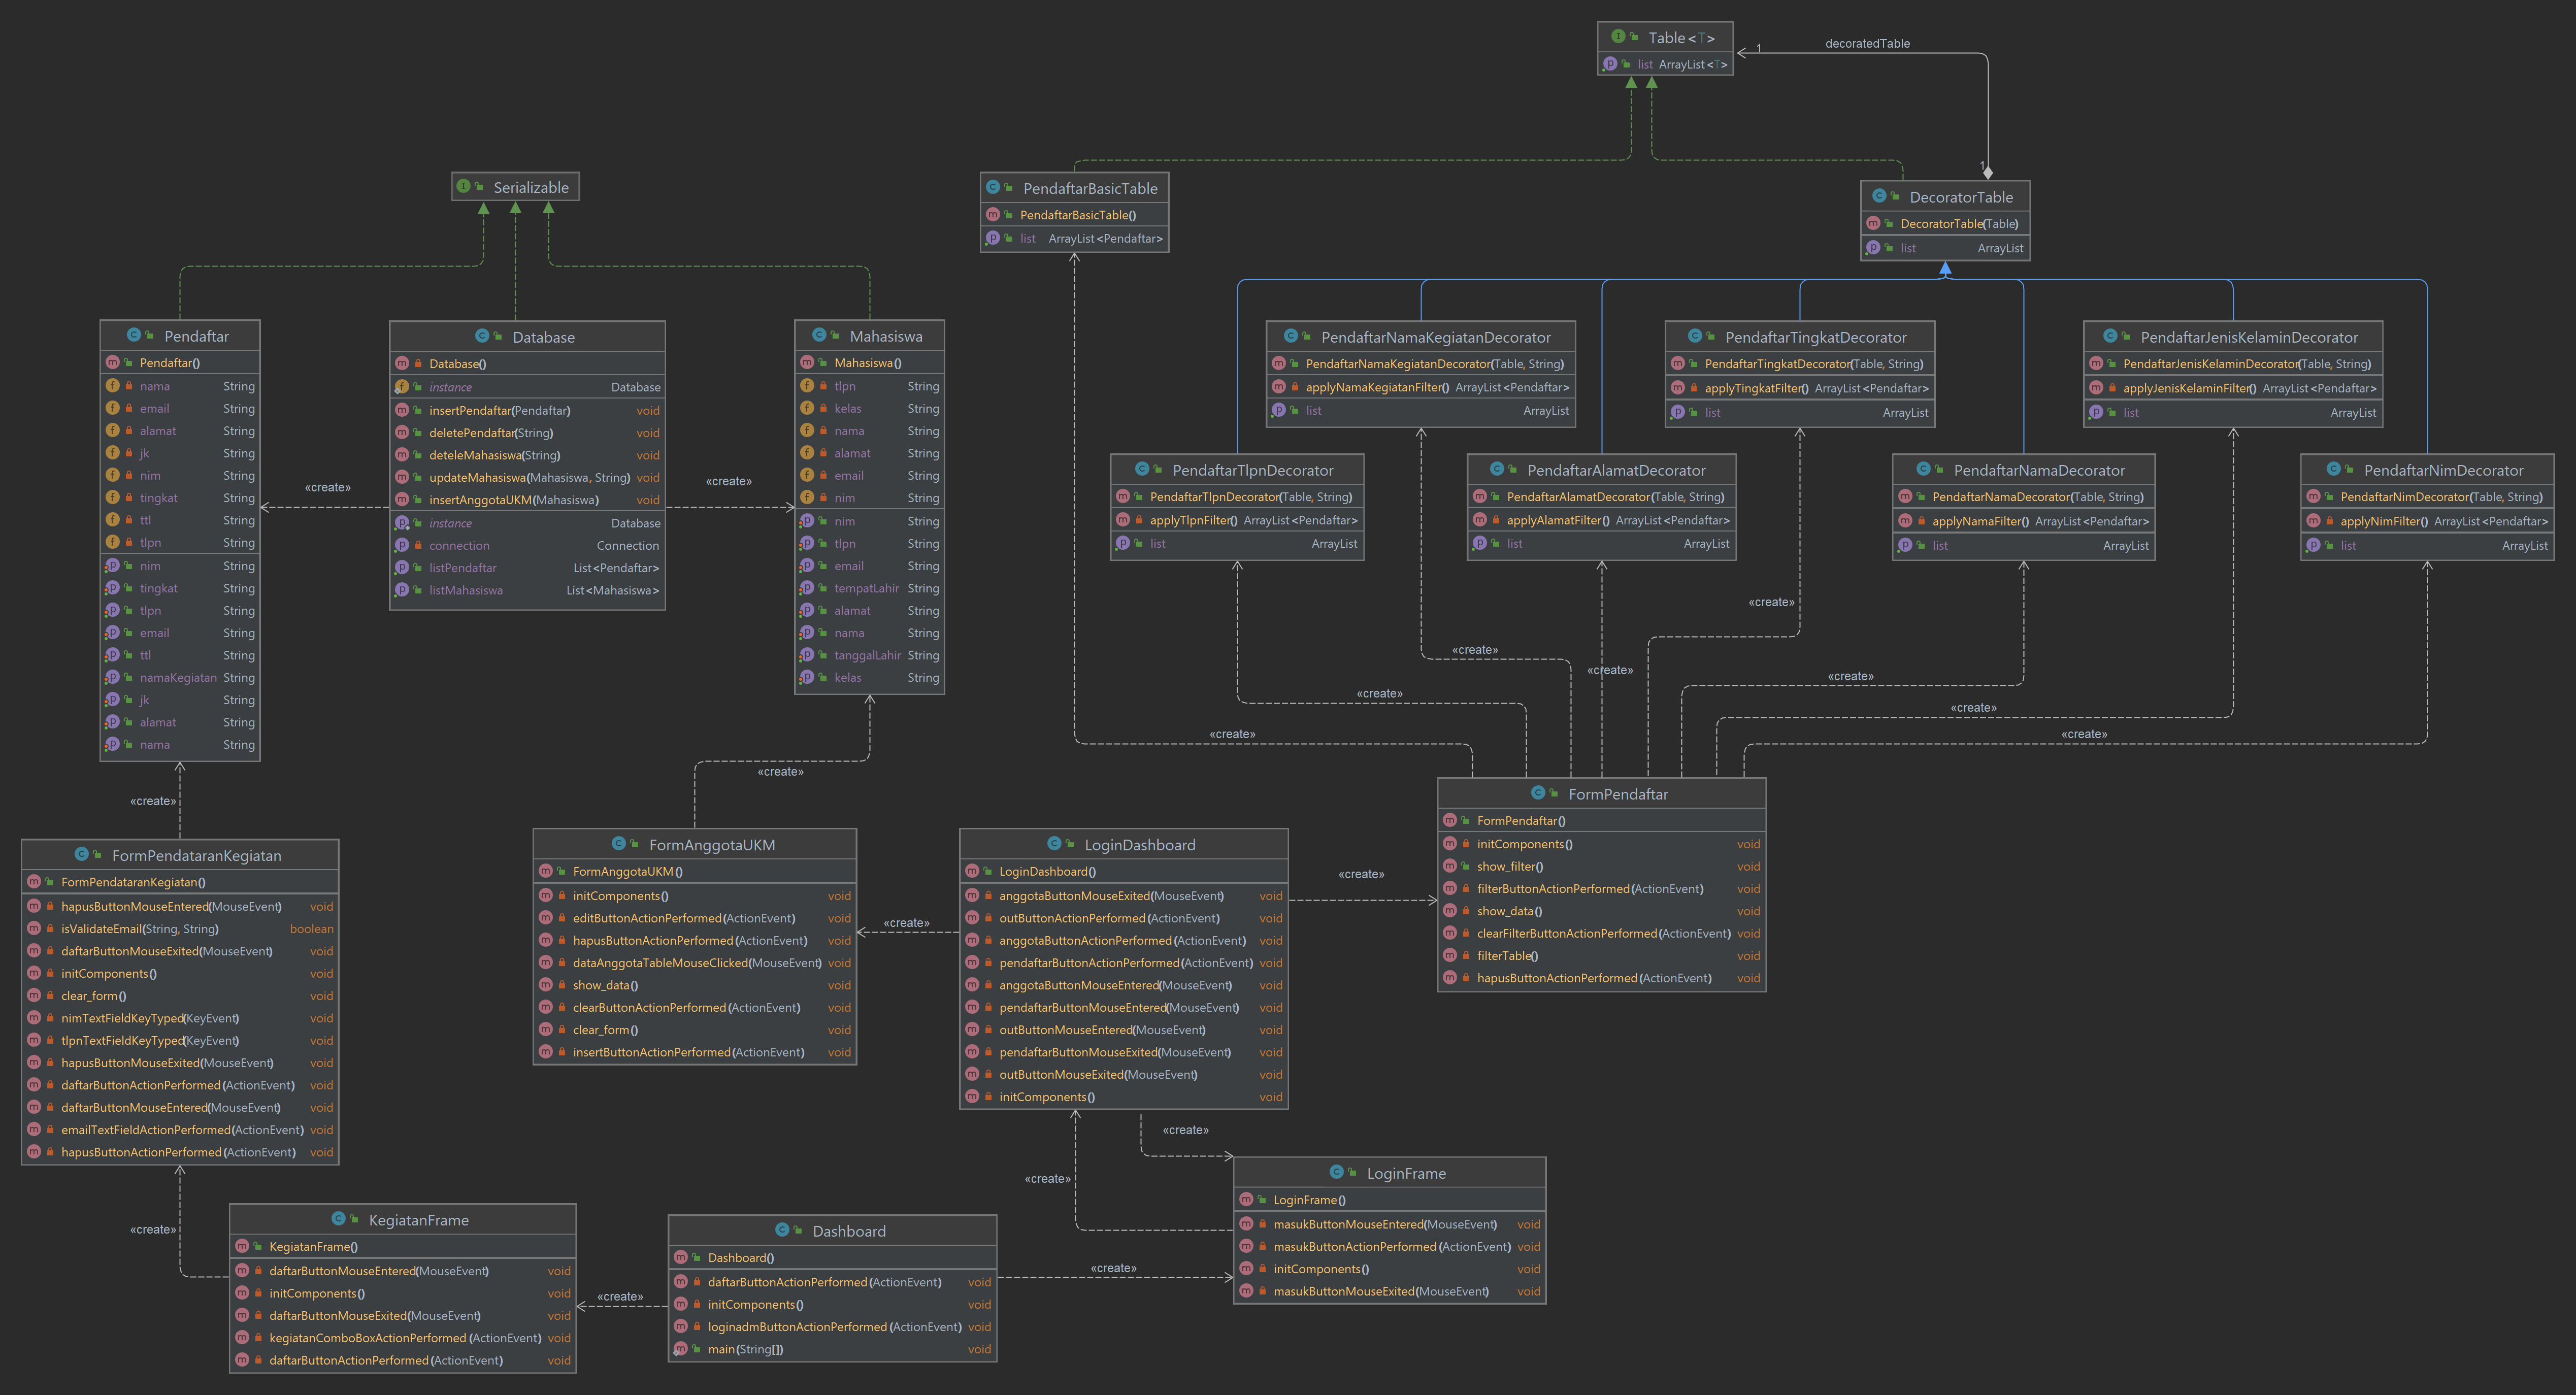 Table<T>
list ArrayList<T>
1
decoratedTable
1
Serializable
PendaftarBasicTable
PendaftarBasicTable()
list ArrayList<Pendaftar>
DecoratorTable
DecoratorTable(Table)
list ArrayList
Pendaftar
Pendaftar()
nama String
email String
alamat String
jk String
nim String
tingkat String
ttl String
tlpn String
nim String
tingkat String
tlpn String
email String
ttl String
namaKegiatan String
jk String
alamat String
nama String
«create»
Database
Database()
instance Database
insertPendaftar(Pendaftar) void
deletePendaftar(String) void
deteleMahasiswa(String) void
updateMahasiswa(Mahasiswa, String) void
insertAnggotaUKM(Mahasiswa) void
instance Database
connection Connection
listPendaftar List<Pendaftar>
listMahasiswa List<Mahasiswa>
«create»
Mahasiswa
Mahasiswa()
tlpn String
kelas String
nama String
alamat String
email String
nim String
nim String
tlpn String
email String
tempatLahir String
alamat String
nama String
tanggalLahir String
kelas String
PendaftarNamaKegiatanDecorator
PendaftarNamaKegiatanDecorator(Table, String)
applyNamaKegiatanFilter() ArrayList<Pendaftar>
list ArrayList
PendaftarTingkatDecorator
PendaftarTingkatDecorator(Table, String)
applyTingkatFilter() ArrayList<Pendaftar>
list ArrayList
PendaftarJenisKelaminDecorator
PendaftarJenisKelaminDecorator(Table, String)
applyJenisKelaminFilter() ArrayList<Pendaftar>
list ArrayList
PendaftarTlpnDecorator
PendaftarTlpnDecorator(Table, String)
applyTlpnFilter() ArrayList<Pendaftar>
list ArrayList
PendaftarAlamatDecorator
PendaftarAlamatDecorator(Table, String)
applyAlamatFilter() ArrayList<Pendaftar>
list ArrayList
PendaftarNamaDecorator
PendaftarNamaDecorator(Table, String)
applyNamaFilter() ArrayList<Pendaftar>
list ArrayList
PendaftarNimDecorator
PendaftarNimDecorator(Table, String)
applyNimFilter() ArrayList<Pendaftar>
list ArrayList
«create»
«create»
«create»
«create»
«create»
«create»
«create»
«create»
«create»
«create»
FormPendaftar
FormPendaftar()
initComponents() void
show_filter() void
filterButtonActionPerformed(ActionEvent) void
show_data() void
clearFilterButtonActionPerformed(ActionEvent) void
filterTable() void
hapusButtonActionPerformed(ActionEvent) void
FormPendataranKegiatan
FormPendataranKegiatan()
hapusButtonMouseEntered(MouseEvent) void
isValidateEmail(String, String) boolean
daftarButtonMouseExited(MouseEvent) void
initComponents() void
clear_form() void
nimTextFieldKeyTyped(KeyEvent) void
tlpnTextFieldKeyTyped(KeyEvent) void
hapusButtonMouseExited(MouseEvent) void
daftarButtonActionPerformed(ActionEvent) void
daftarButtonMouseEntered(MouseEvent) void
emailTextFieldActionPerformed(ActionEvent) void
hapusButtonActionPerformed(ActionEvent) void
FormAnggotaUKM
FormAnggotaUKM()
initComponents() void
editButtonActionPerformed(ActionEvent) void
hapusButtonActionPerformed(ActionEvent) void
dataAnggotaTableMouseClicked(MouseEvent) void
show_data() void
clearButtonActionPerformed(ActionEvent) void
clear_form() void
insertButtonActionPerformed(ActionEvent) void
«create»
LoginDashboard
LoginDashboard()
anggotaButtonMouseExited(MouseEvent) void
outButtonActionPerformed(ActionEvent) void
anggotaButtonActionPerformed(ActionEvent) void
pendaftarButtonActionPerformed(ActionEvent) void
anggotaButtonMouseEntered(MouseEvent) void
pendaftarButtonMouseEntered(MouseEvent) void
outButtonMouseEntered(MouseEvent) void
pendaftarButtonMouseExited(MouseEvent) void
outButtonMouseExited(MouseEvent) void
initComponents() void
«create»
«create»
«create»
LoginFrame
LoginFrame()
masukButtonMouseEntered(MouseEvent) void
masukButtonActionPerformed(ActionEvent) void
initComponents() void
masukButtonMouseExited(MouseEvent) void
«create»
KegiatanFrame
KegiatanFrame()
daftarButtonMouseEntered(MouseEvent) void
initComponents() void
daftarButtonMouseExited(MouseEvent) void
kegiatanComboBoxActionPerformed(ActionEvent) void
daftarButtonActionPerformed(ActionEvent) void
«create»
Dashboard
Dashboard()
daftarButtonActionPerformed(ActionEvent) void
initComponents() void
loginadmButtonActionPerformed(ActionEvent) void
main(String[]) void
«create»